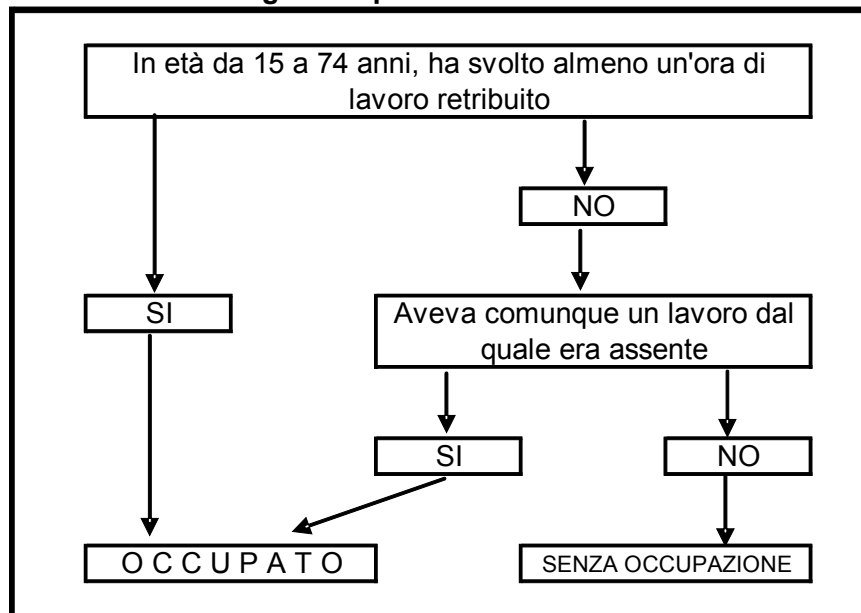 In età da 15 a 74 anni, ha svolto almeno un'ora di
lavoro retribuito
NO
SI
Aveva comunque un lavoro dal
quale era assente
SI
NO
O C C U P A T O
SENZA OCCUPAZIONE